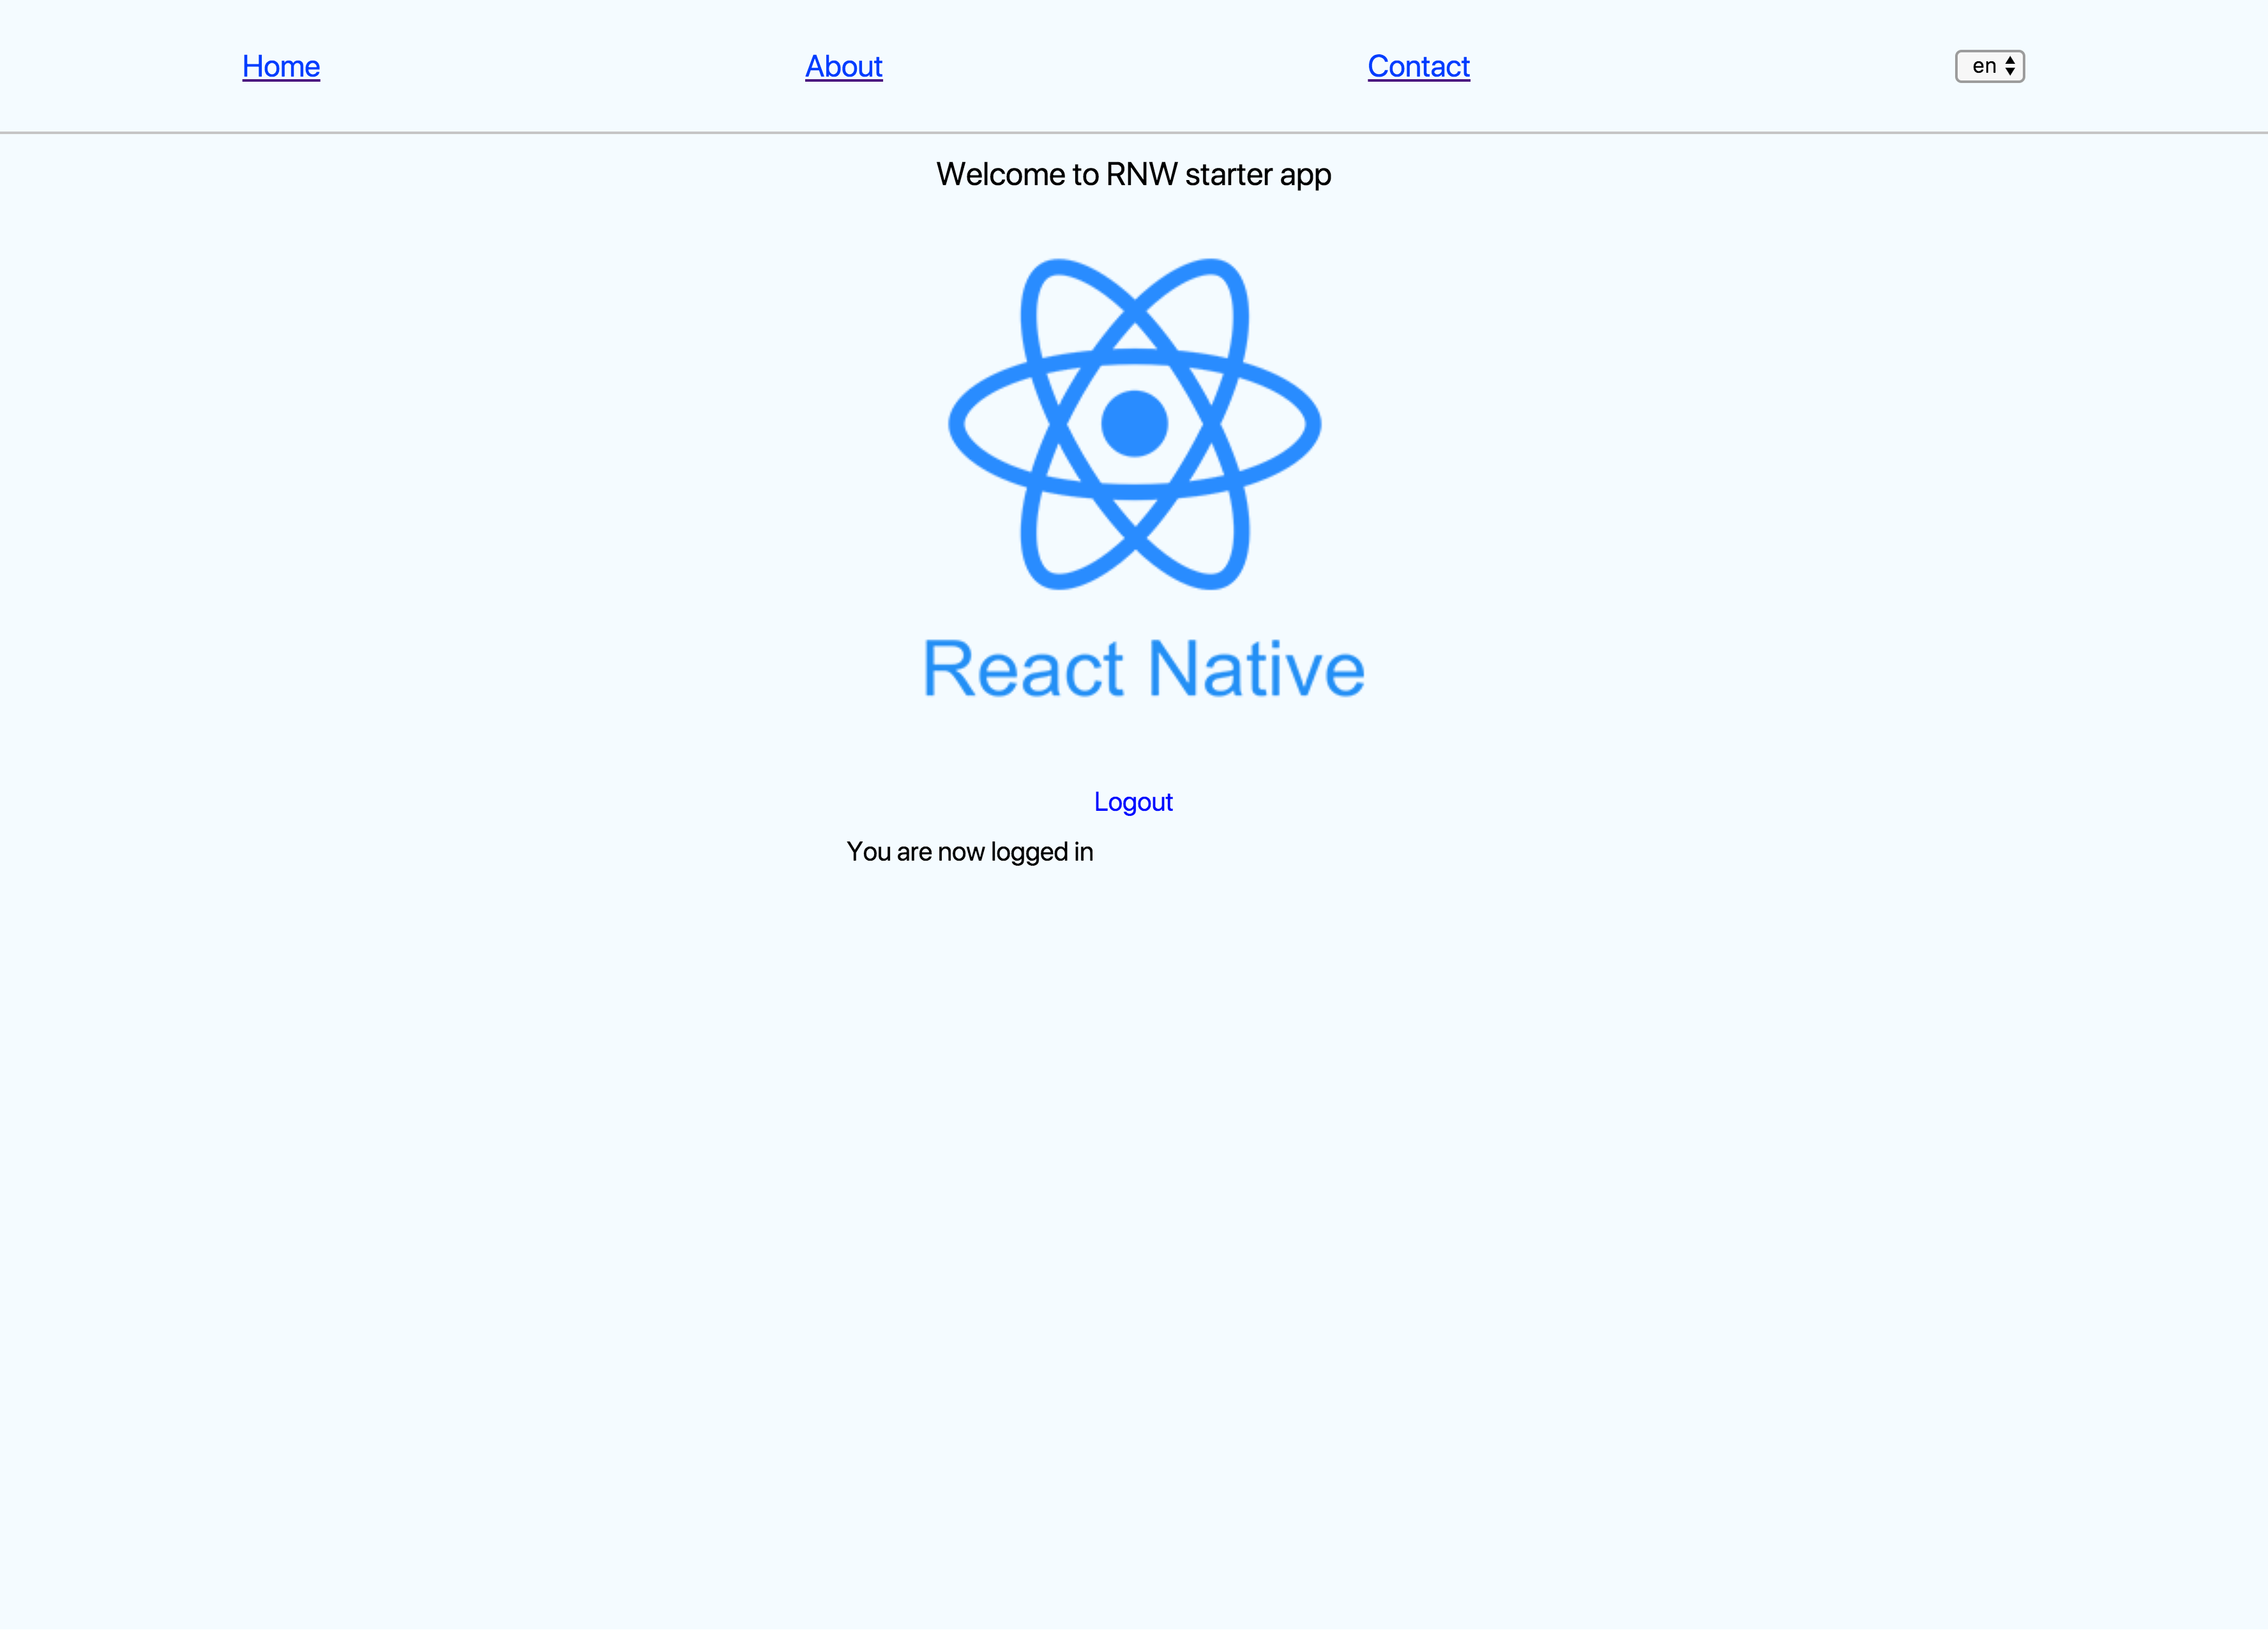 Home About Contact en
Welcome to RNW starter app
React Native
Logout
You are now logged in